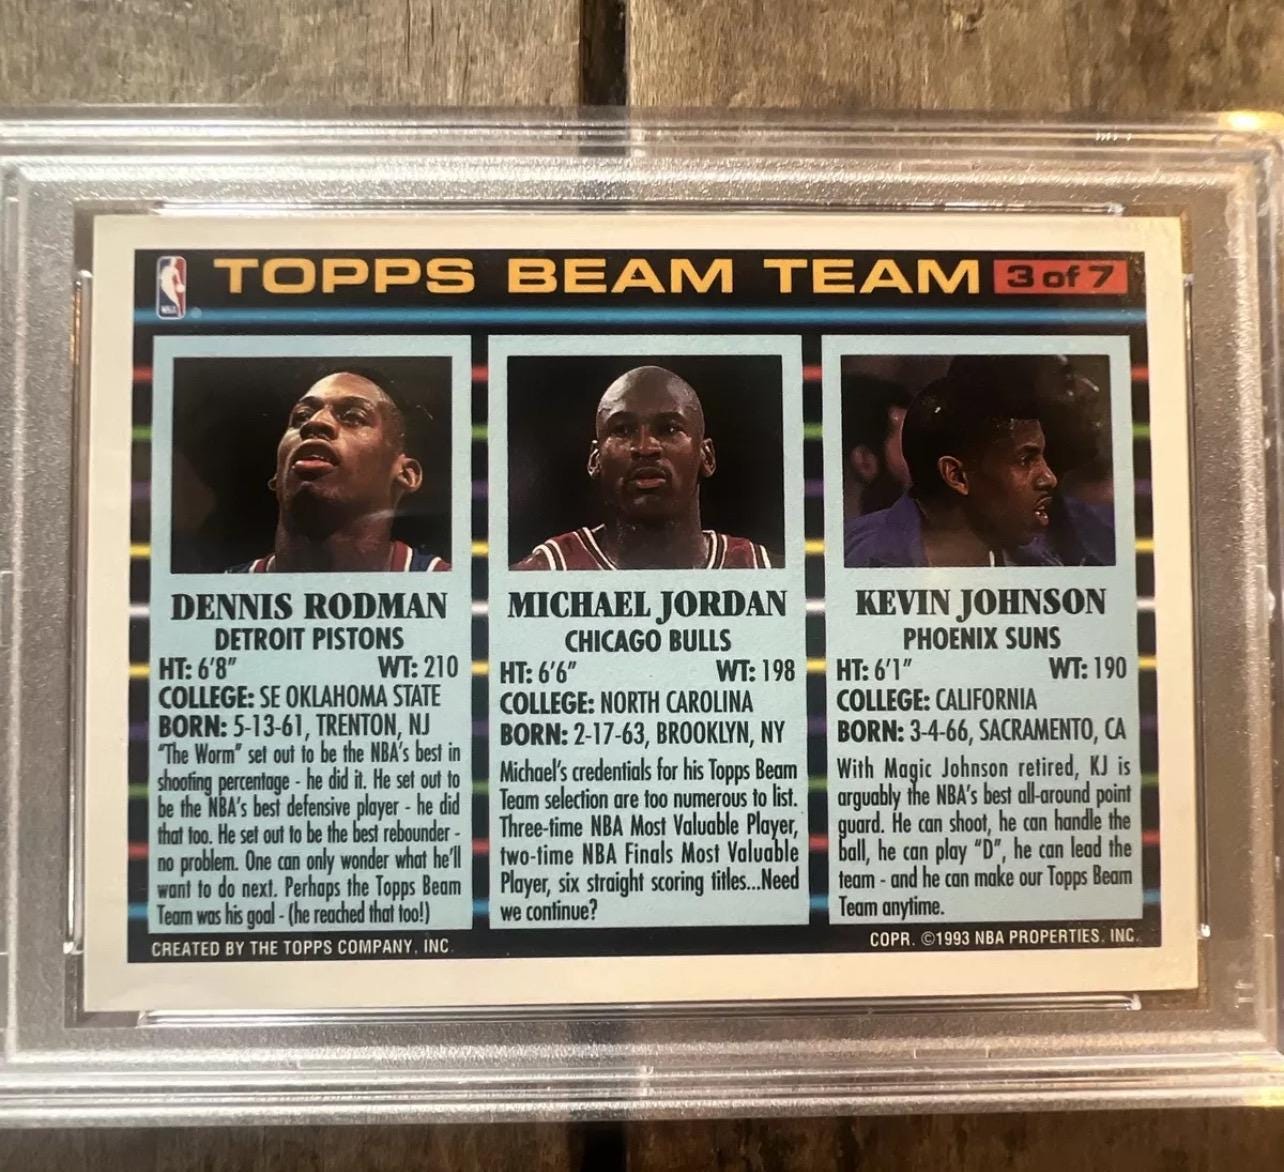 TOPPS BEAM TEAM 3 of 7
NBA
DENNIS RODMAN
DETROIT PISTONS
HT: 6'8" WT: 210
COLLEGE: SE OKLAHOMA STATE
BORN: 5-13-61, TRENTON, NJ
"The Worm" set out to be the NBA's best in
shooting percentage - he did it. He set out to
be the NBA's best defensive player - he did
that too. He set out to be the best rebounder -
no problem. One can only wonder what he'll
want to do next. Perhaps the Topps Beam
Team was his goal - (he reached that too!)
MICHAEL JORDAN
CHICAGO BULLS
HT: 6'6" WT: 198
COLLEGE: NORTH CAROLINA
BORN: 2-17-63, BROOKLYN, NY
Michael's credentials for his Topps Beam
Team selection are too numerous to list.
Three-time NBA Most Valuable Player,
two-time NBA Finals Most Valuable
Player, six straight scoring titles...Need
we continue?
KEVIN JOHNSON
PHOENIX SUNS
HT: 6'1" WT: 190
COLLEGE: CALIFORNIA
BORN: 3-4-66, SACRAMENTO, CA
With Magic Johnson retired, KJ is
arguably the NBA's best all-around point
guard. He can shoot, he can handle the
ball, he can play "D", he can lead the
team - and he can make our Topps Beam
Team anytime.
CREATED BY THE TOPPS COMPANY, INC.
COPR. ©1993 NBA PROPERTIES, INC.